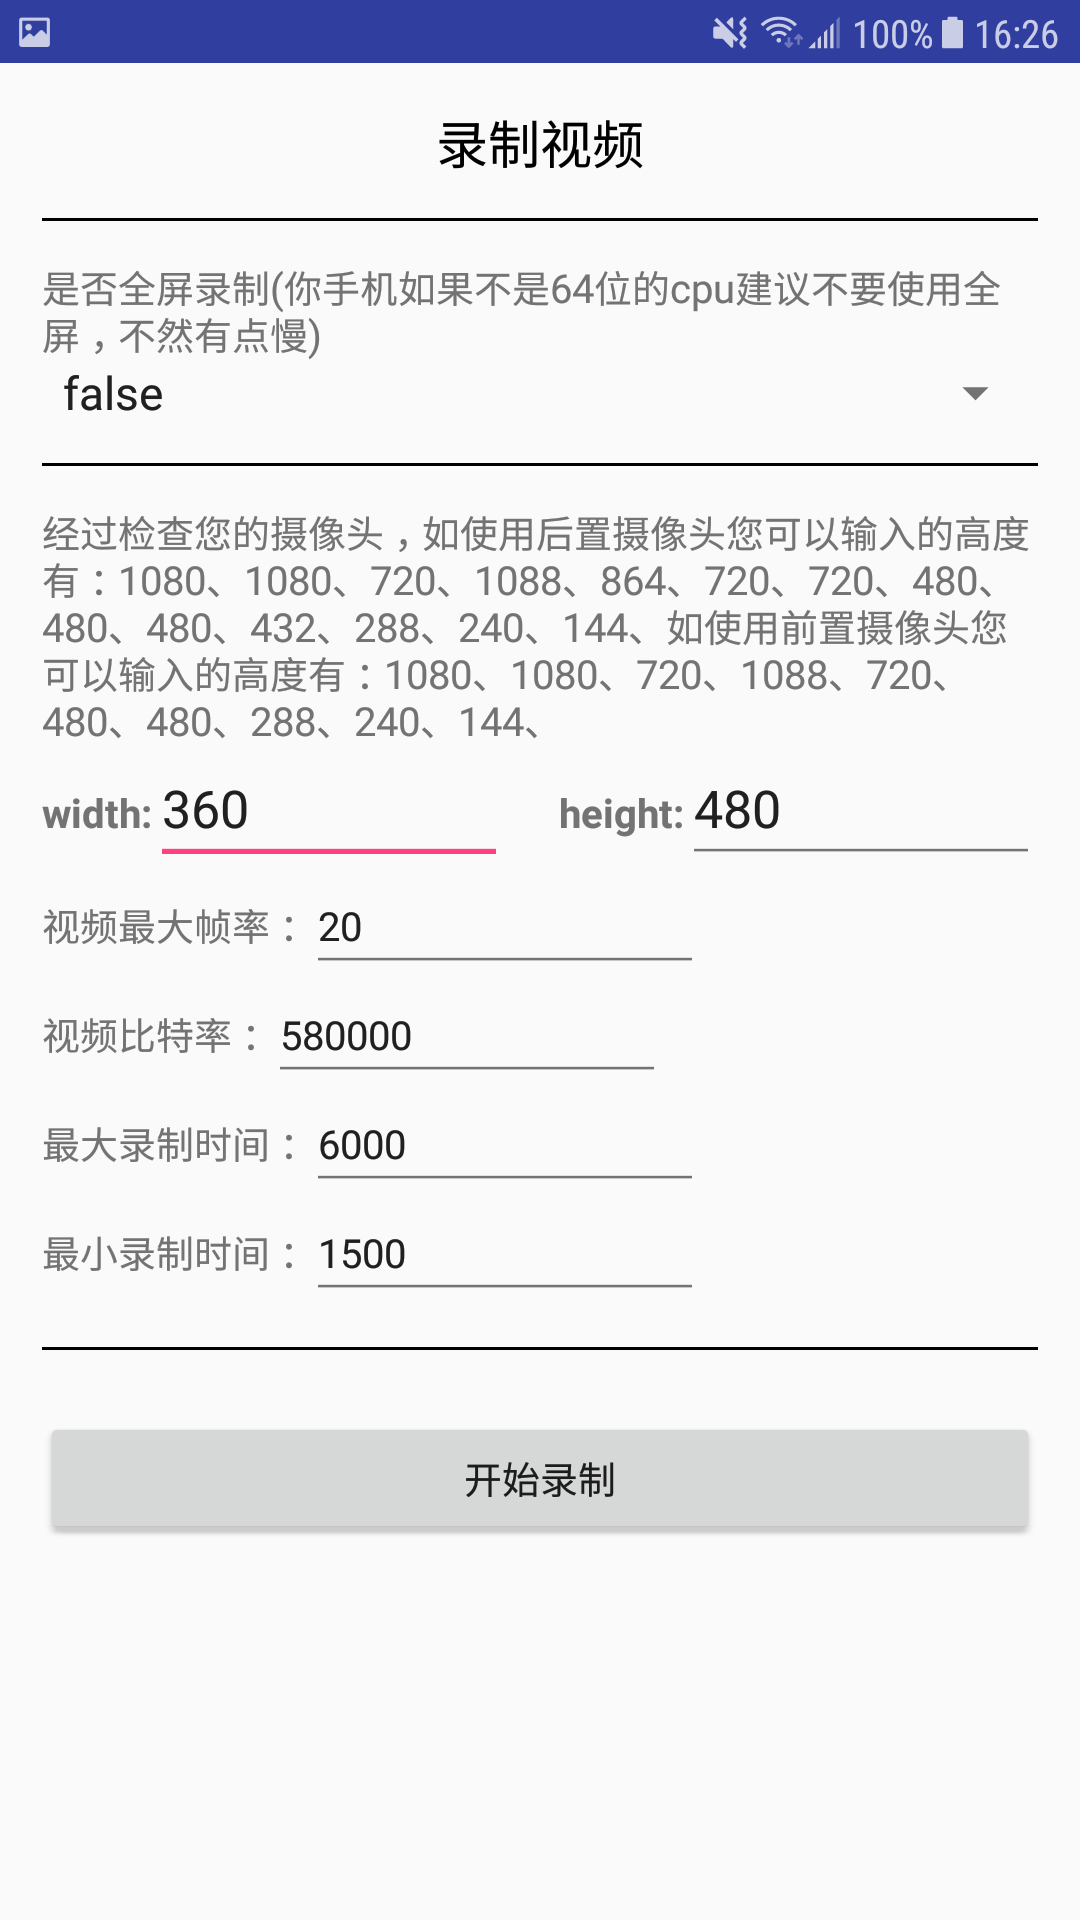 100% 16:26
录制视频
是否全屏录制(你手机如果不是64位的cpu建议不要使用全
屏，不然有点慢)
false
经过检查您的摄像头，如使用后置摄像头您可以输入的高度
有：1080、1080、720、1088、864、720、720、480、
480、480、432、288、240、144、如使用前置摄像头您
可以输入的高度有：1080、1080、720、1088、720、
480、480、288、240、144、
width: 360 height: 480
视频最大帧率： 20
视频比特率： 580000
最大录制时间： 6000
最小录制时间： 1500
开始录制